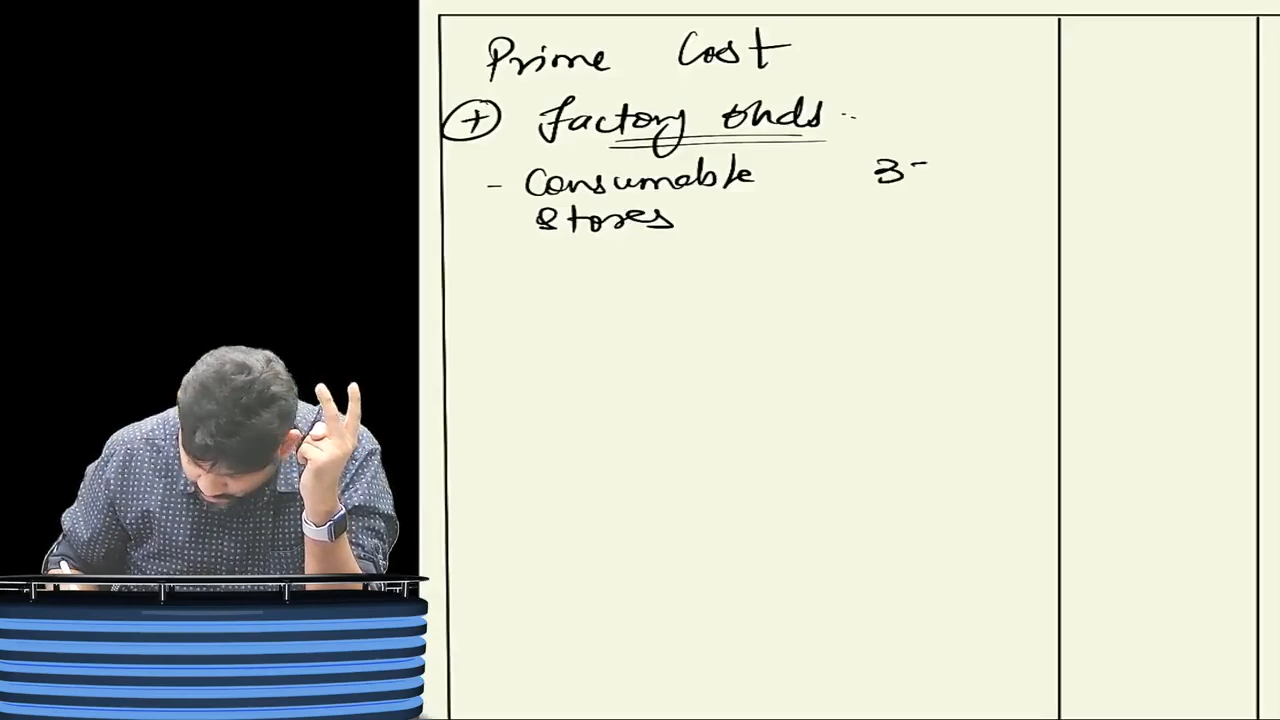 Prime Cost
+ Factory Ohds..
- Consumable 3-
Stores